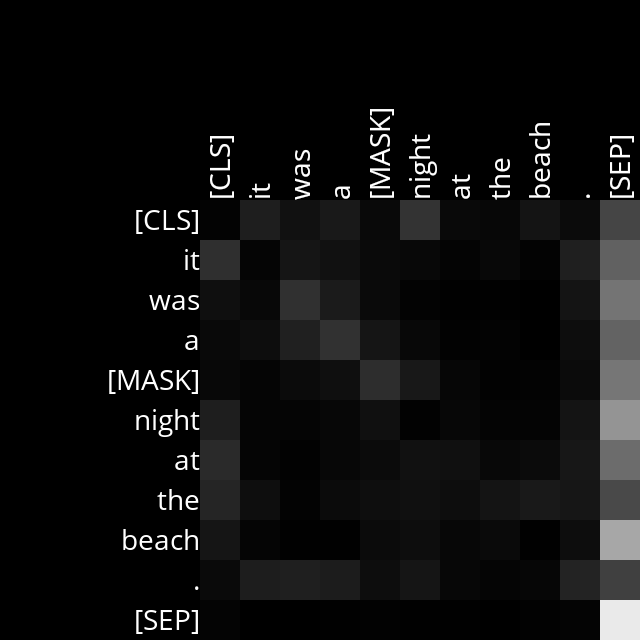 [CLS]
it
was
a
[MASK]
night
at
the
beach
.
[SEP]
[CLS]
it
was
a
[MASK]
night
at
the
beach
.
[SEP]